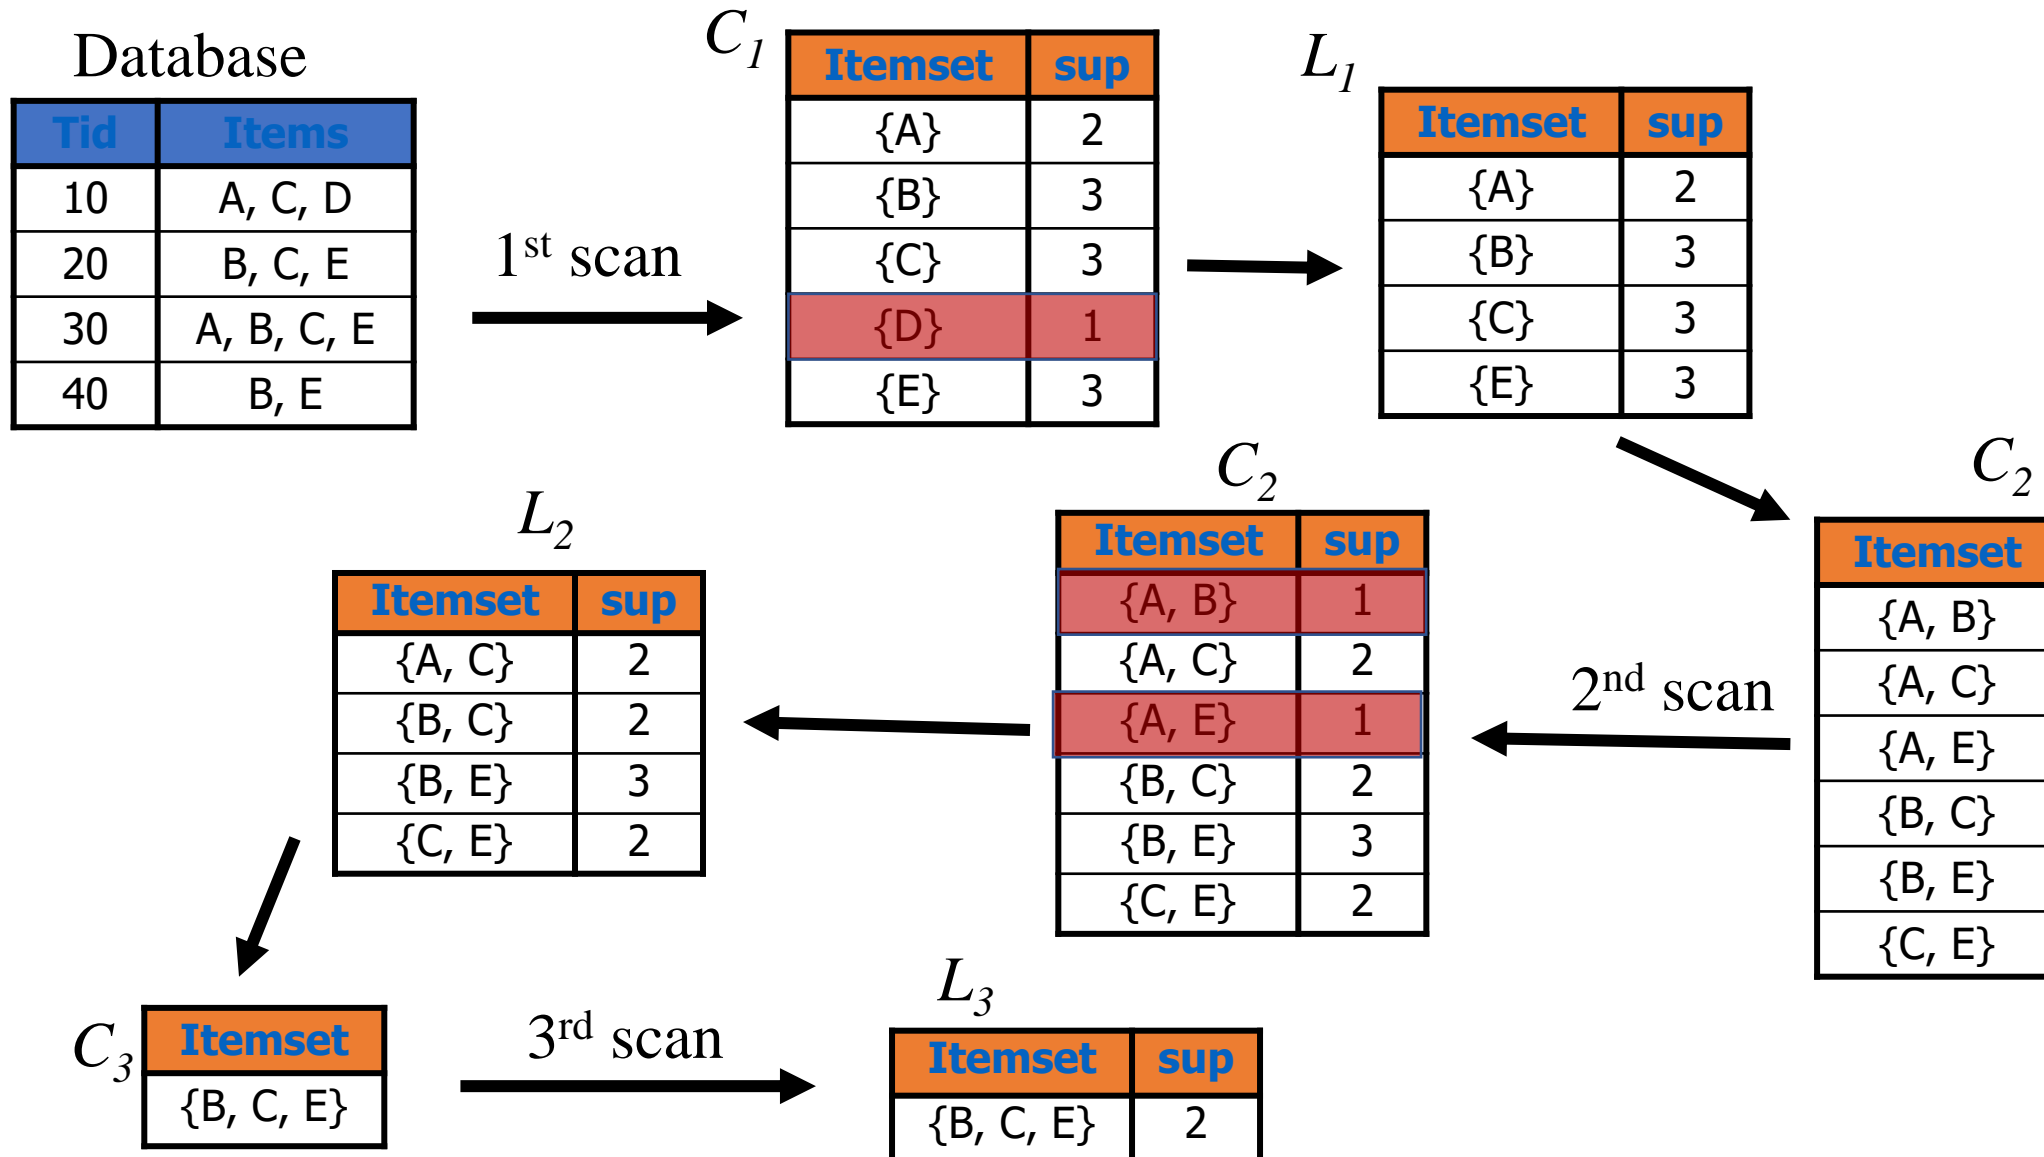 Database
Tid Items
10 A, C, D
20 B, C, E
30 A, B, C, E
40 B, E
1st scan
C1
Itemset sup
{A} 2
{B} 3
{C} 3
{D} 1
{E} 3
L1
Itemset sup
{A} 2
{B} 3
{C} 3
{E} 3
C2
Itemset
{A, B}
{A, C}
{A, E}
{B, C}
{B, E}
{C, E}
2nd scan
C2
Itemset sup
{A, B} 1
{A, C} 2
{A, E} 1
{B, C} 2
{B, E} 3
{C, E} 2
L2
Itemset sup
{A, C} 2
{B, C} 2
{B, E} 3
{C, E} 2
C3
Itemset
{B, C, E}
3rd scan
L3
Itemset sup
{B, C, E} 2